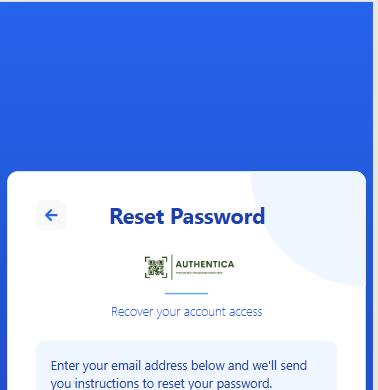 Reset Password
AUTHENTICA
Recover your account access
Enter your email address below and we'll send
you instructions to reset your password.